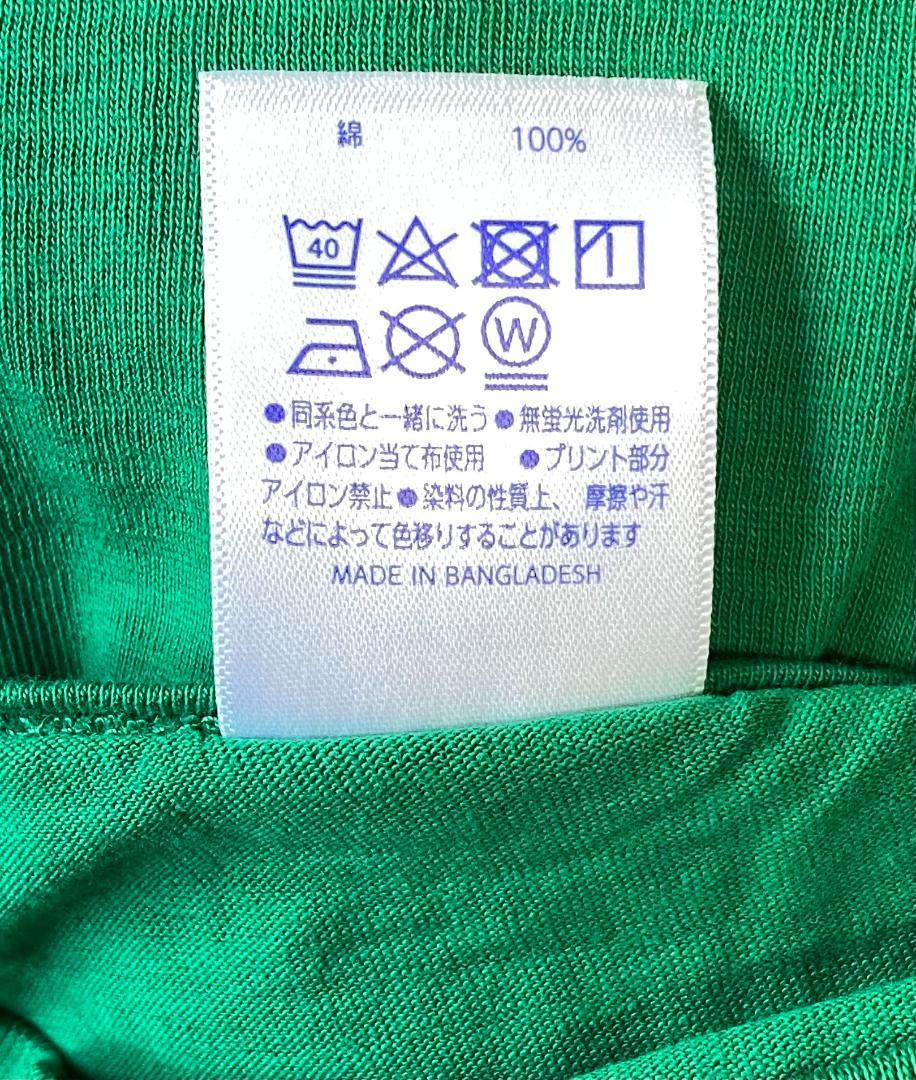 綿 100%
40
W
●同系色と一緒に洗う●無蛍光洗剤使用
●アイロン当て布使用 ●プリント部分
アイロン禁止●染料の性質上、摩擦や汗
などによって色移りすることがあります
MADE IN BANGLADESH